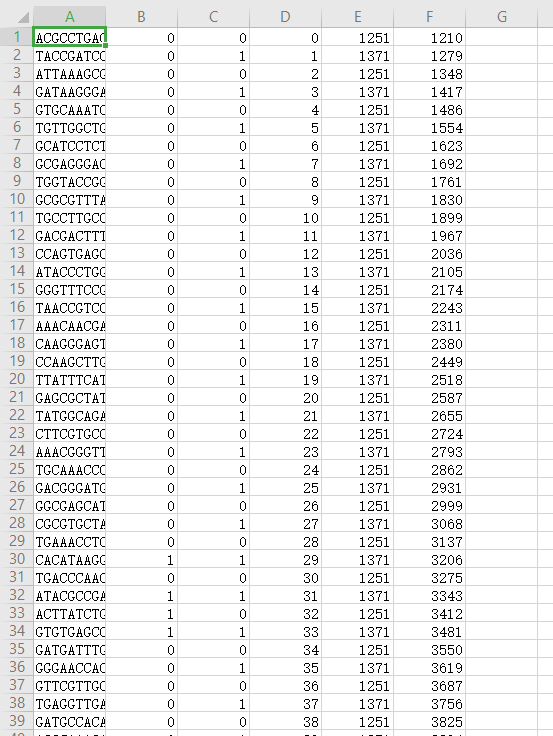 A B C D E F G
1 ACGCCTGAG 0 0 0 1251 1210
2 TACCGATCC 0 1 1 1371 1279
3 ATTAAAGCG 0 0 2 1251 1348
4 GATAAGGGA 0 1 3 1371 1417
5 GTGCAAATC 0 0 4 1251 1486
6 TGTTGGCTG 0 1 5 1371 1554
7 GCATCCTCT 0 0 6 1251 1623
8 GCGAGGGAC 0 1 7 1371 1692
9 TGGTACCGG 0 0 8 1251 1761
10 GCGCGTTTA 0 1 9 1371 1830
11 TGCCTTGCC 0 0 10 1251 1899
12 GACGACTTT 0 1 11 1371 1967
13 CCAGTGAGC 0 0 12 1251 2036
14 ATACCCTGG 0 1 13 1371 2105
15 GGGTTTCCG 0 0 14 1251 2174
16 TAACCGTCC 0 1 15 1371 2243
17 AAACAACGA 0 0 16 1251 2311
18 CAAGGGAGT 0 1 17 1371 2380
19 CCAAGCTTG 0 0 18 1251 2449
20 TTATTTCAT 0 1 19 1371 2518
21 GAGCGCTAT 0 0 20 1251 2587
22 TATGGCAGA 0 1 21 1371 2655
23 CTTCGTGCC 0 0 22 1251 2724
24 AAACGGGTT 0 1 23 1371 2793
25 TGCAAACCC 0 0 24 1251 2862
26 GACGGGATG 0 1 25 1371 2931
27 GGCGAGCAT 0 0 26 1251 2999
28 CGCGTGCTA 0 1 27 1371 3068
29 TGAAACCTC 0 0 28 1251 3137
30 CACATAAGG 1 1 29 1371 3206
31 TGACCCAAC 0 0 30 1251 3275
32 ATACGCCGA 1 1 31 1371 3343
33 ACTTATCTG 1 0 32 1251 3412
34 GTGTGAGCC 1 1 33 1371 3481
35 GATGATTTG 0 0 34 1251 3550
36 GGGAACCAC 0 1 35 1371 3619
37 GTTCGTTGC 0 0 36 1251 3687
38 TGAGGTTGA 0 1 37 1371 3756
39 GATGCCACA 0 0 38 1251 3825